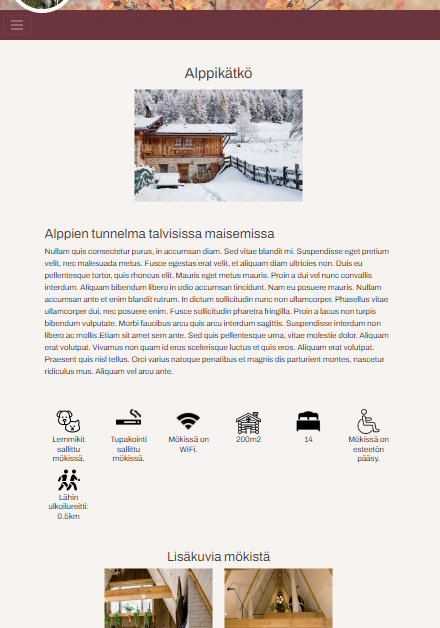 Alppikätkö
Alppien tunnelma talvisissa maisemissa
Nullam quis consectetur purus, in accumsan diam. Sed vitae blandit mi. Suspendisse eget pretium
velit, nec malesuada metus. Fusce egestas erat velit, et aliquam diam ultricies non. Duis eu
pellentesque tortor, quis rhoncus elit. Mauris eget metus mauris. Proin a dui vel nunc convallis
interdum. Aliquam bibendum libero in odio accumsan tincidunt. Nam eu posuere mauris. Nullam
accumsan ante et enim blandit rutrum. In dictum sollicitudin nunc non ullamcorper. Phasellus vitae
ullamcorper dui, nec posuere enim. Fusce sollicitudin pharetra fringilla. Proin a lacus non turpis
bibendum vulputate. Morbi faucibus arcu quis arcu interdum sagittis. Suspendisse interdum non
libero ac mollis.Etiam sit amet sem ante. Sed quis pellentesque urna, vitae molestie dolor. Aliquam
erat volutpat. Vivamus non quam id eros scelerisque luctus et quis eros. Aliquam erat volutpat.
Praesent quis nisl tellus. Orci varius natoque penatibus et magnis dis parturient montes, nascetur
ridiculus mus. Aliquam vel arcu ante.
Lemmikit
sallittu
mökissä.
Tupakointi
sallittu
mökissä.
Mökissä on
WiFi.
200m2
14
Mökissä on
esteetön
pääsy.
Lähin
ulkoilureitti:
0.5km
Lisäkuvia mökistä